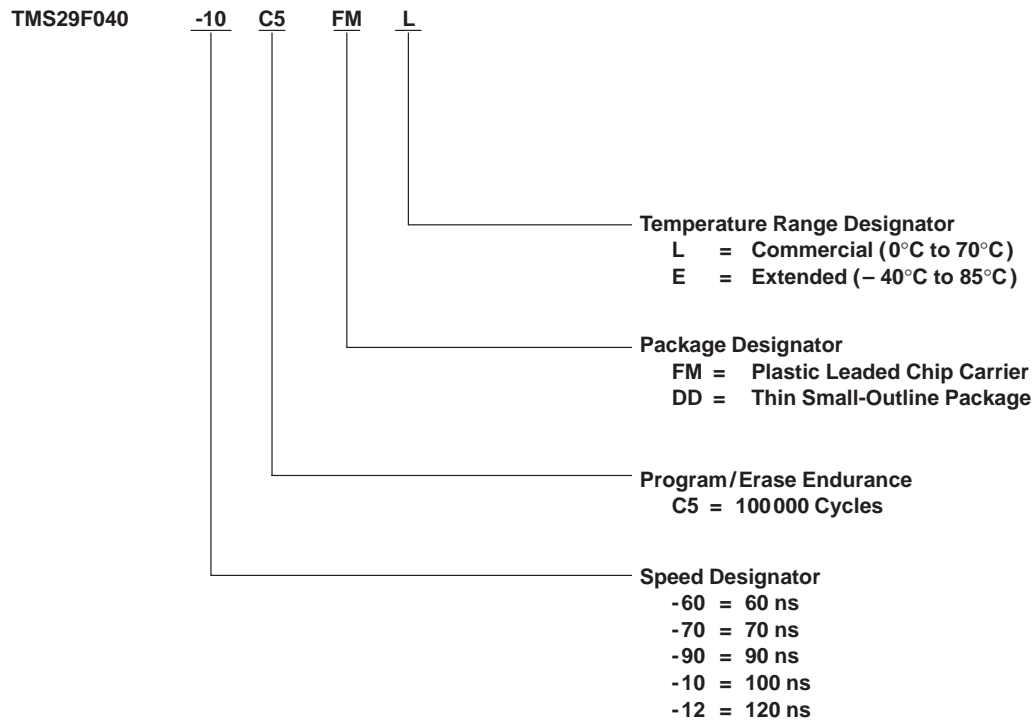 TMS29F040 -10 C5 FM L
Temperature Range Designator
L = Commercial (0°C to 70°C)
E = Extended (– 40°C to 85°C)
Package Designator
FM = Plastic Leaded Chip Carrier
DD = Thin Small-Outline Package
Program/Erase Endurance
C5 = 100000 Cycles
Speed Designator
-60 = 60 ns
-70 = 70 ns
-90 = 90 ns
-10 = 100 ns
-12 = 120 ns